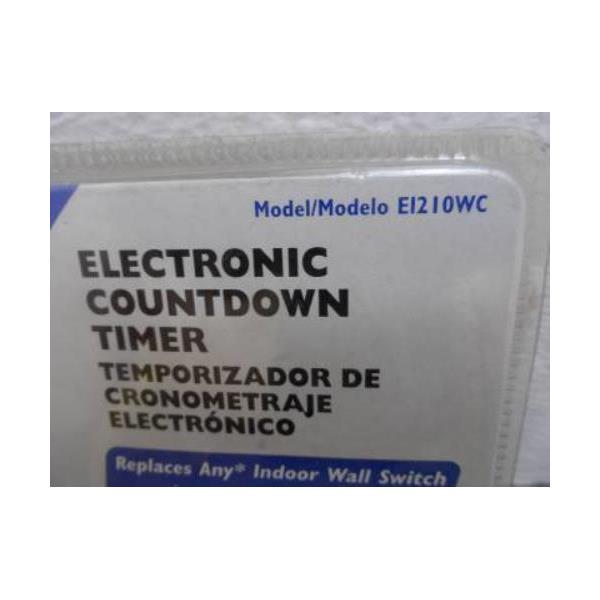 Model/Modelo EI210WC
ELECTRONIC
COUNTDOWN
TIMER
TEMPORIZADOR DE
CRONOMETRAJE
ELECTRÓNICO
Replaces Any* Indoor Wall Switch